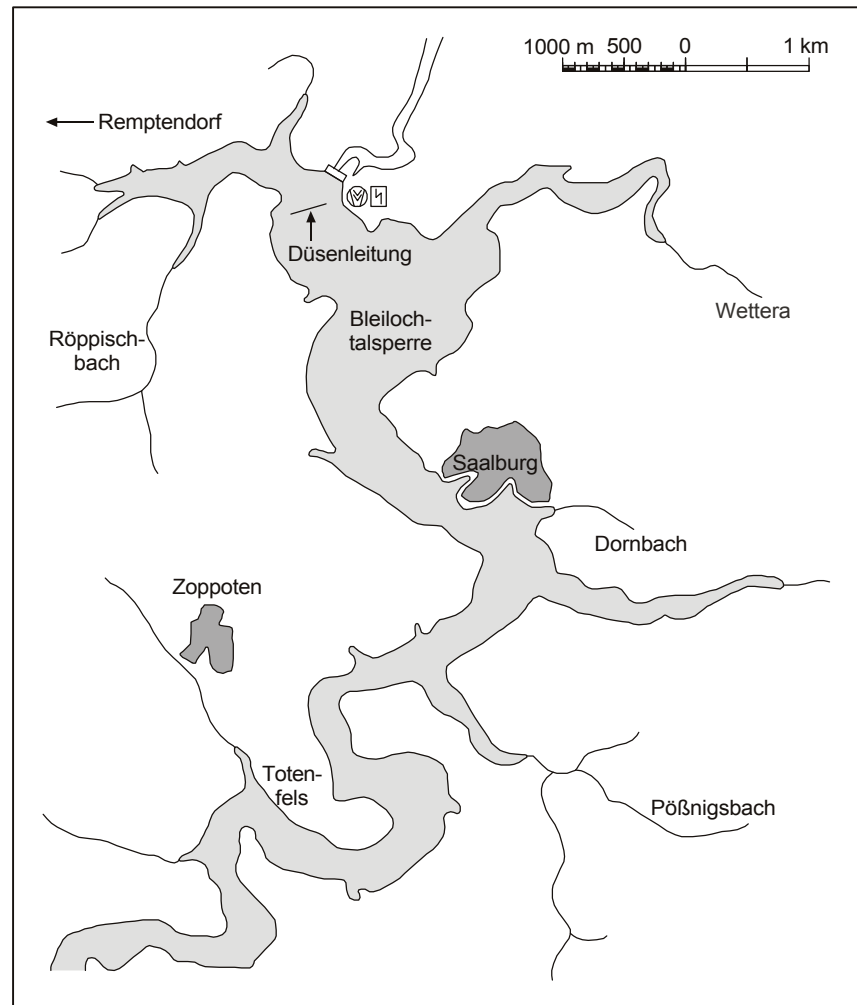 1000 m 500 0 1 km
Remptendorf
Düsenleitung
Wettera
Bleiloch-
talsperre
Röppisch-
bach
Saalburg
Dornbach
Zoppoten
Toten-
fels
Pößnigsbach